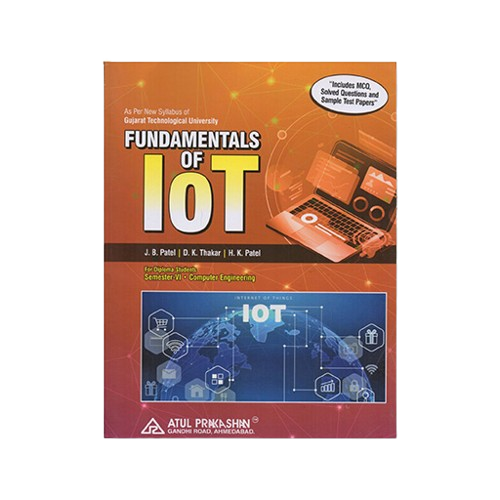 As Per New Syllabus of
Gujarat Technological University
"Includes MCQ,
Solved Questions and
Sample Test Papers"
FUNDAMENTALS
OF
IoT
J. B. Patel | D. K. Thakar | H. K. Patel
For Diploma Students
Semester VI • Computer Engineering
INTERNET OF THINGS
IOT
ATUL PRAKASHAN
GANDHI ROAD, AHMEDABAD.